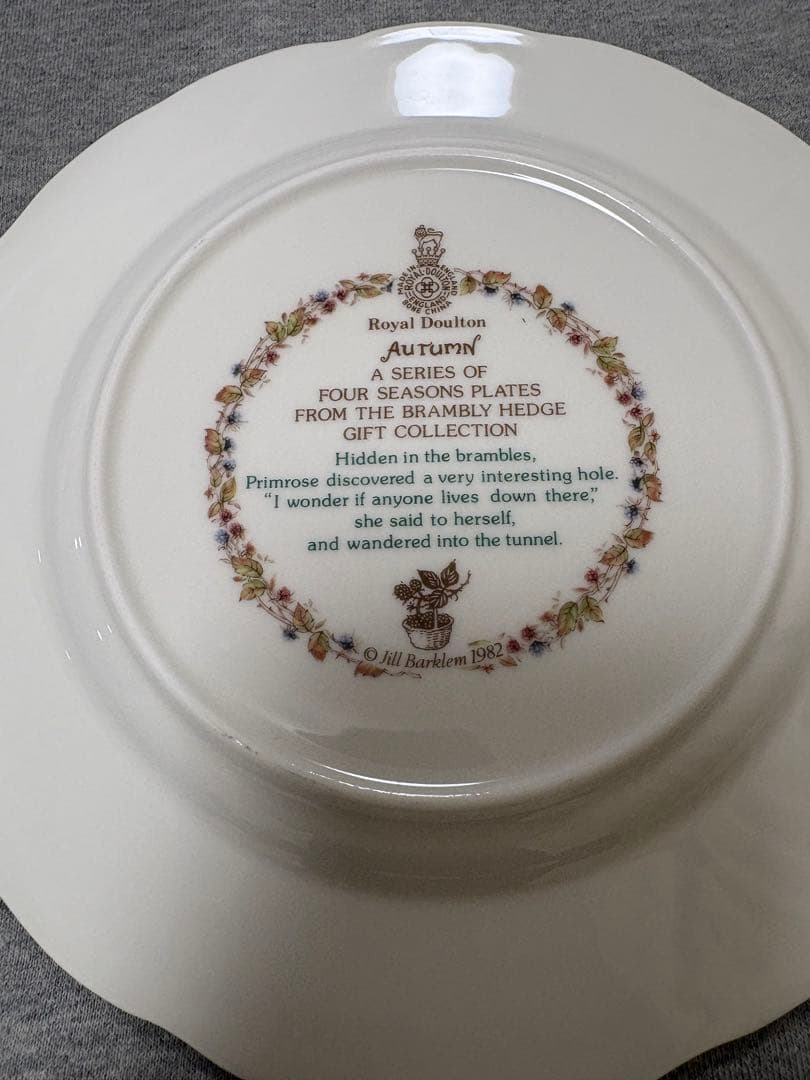 MADE IN ENGLAND
ROYAL·DOULTON
ENGLAND
BONE CHINA
Royal Doulton
AUTUMN
A SERIES OF
FOUR SEASONS PLATES
FROM THE BRAMBLY HEDGE
GIFT COLLECTION
Hidden in the brambles,
Primrose discovered a very interesting hole.
“I wonder if anyone lives down there,”
she said to herself,
and wandered into the tunnel.
© Jill Barklem 1982